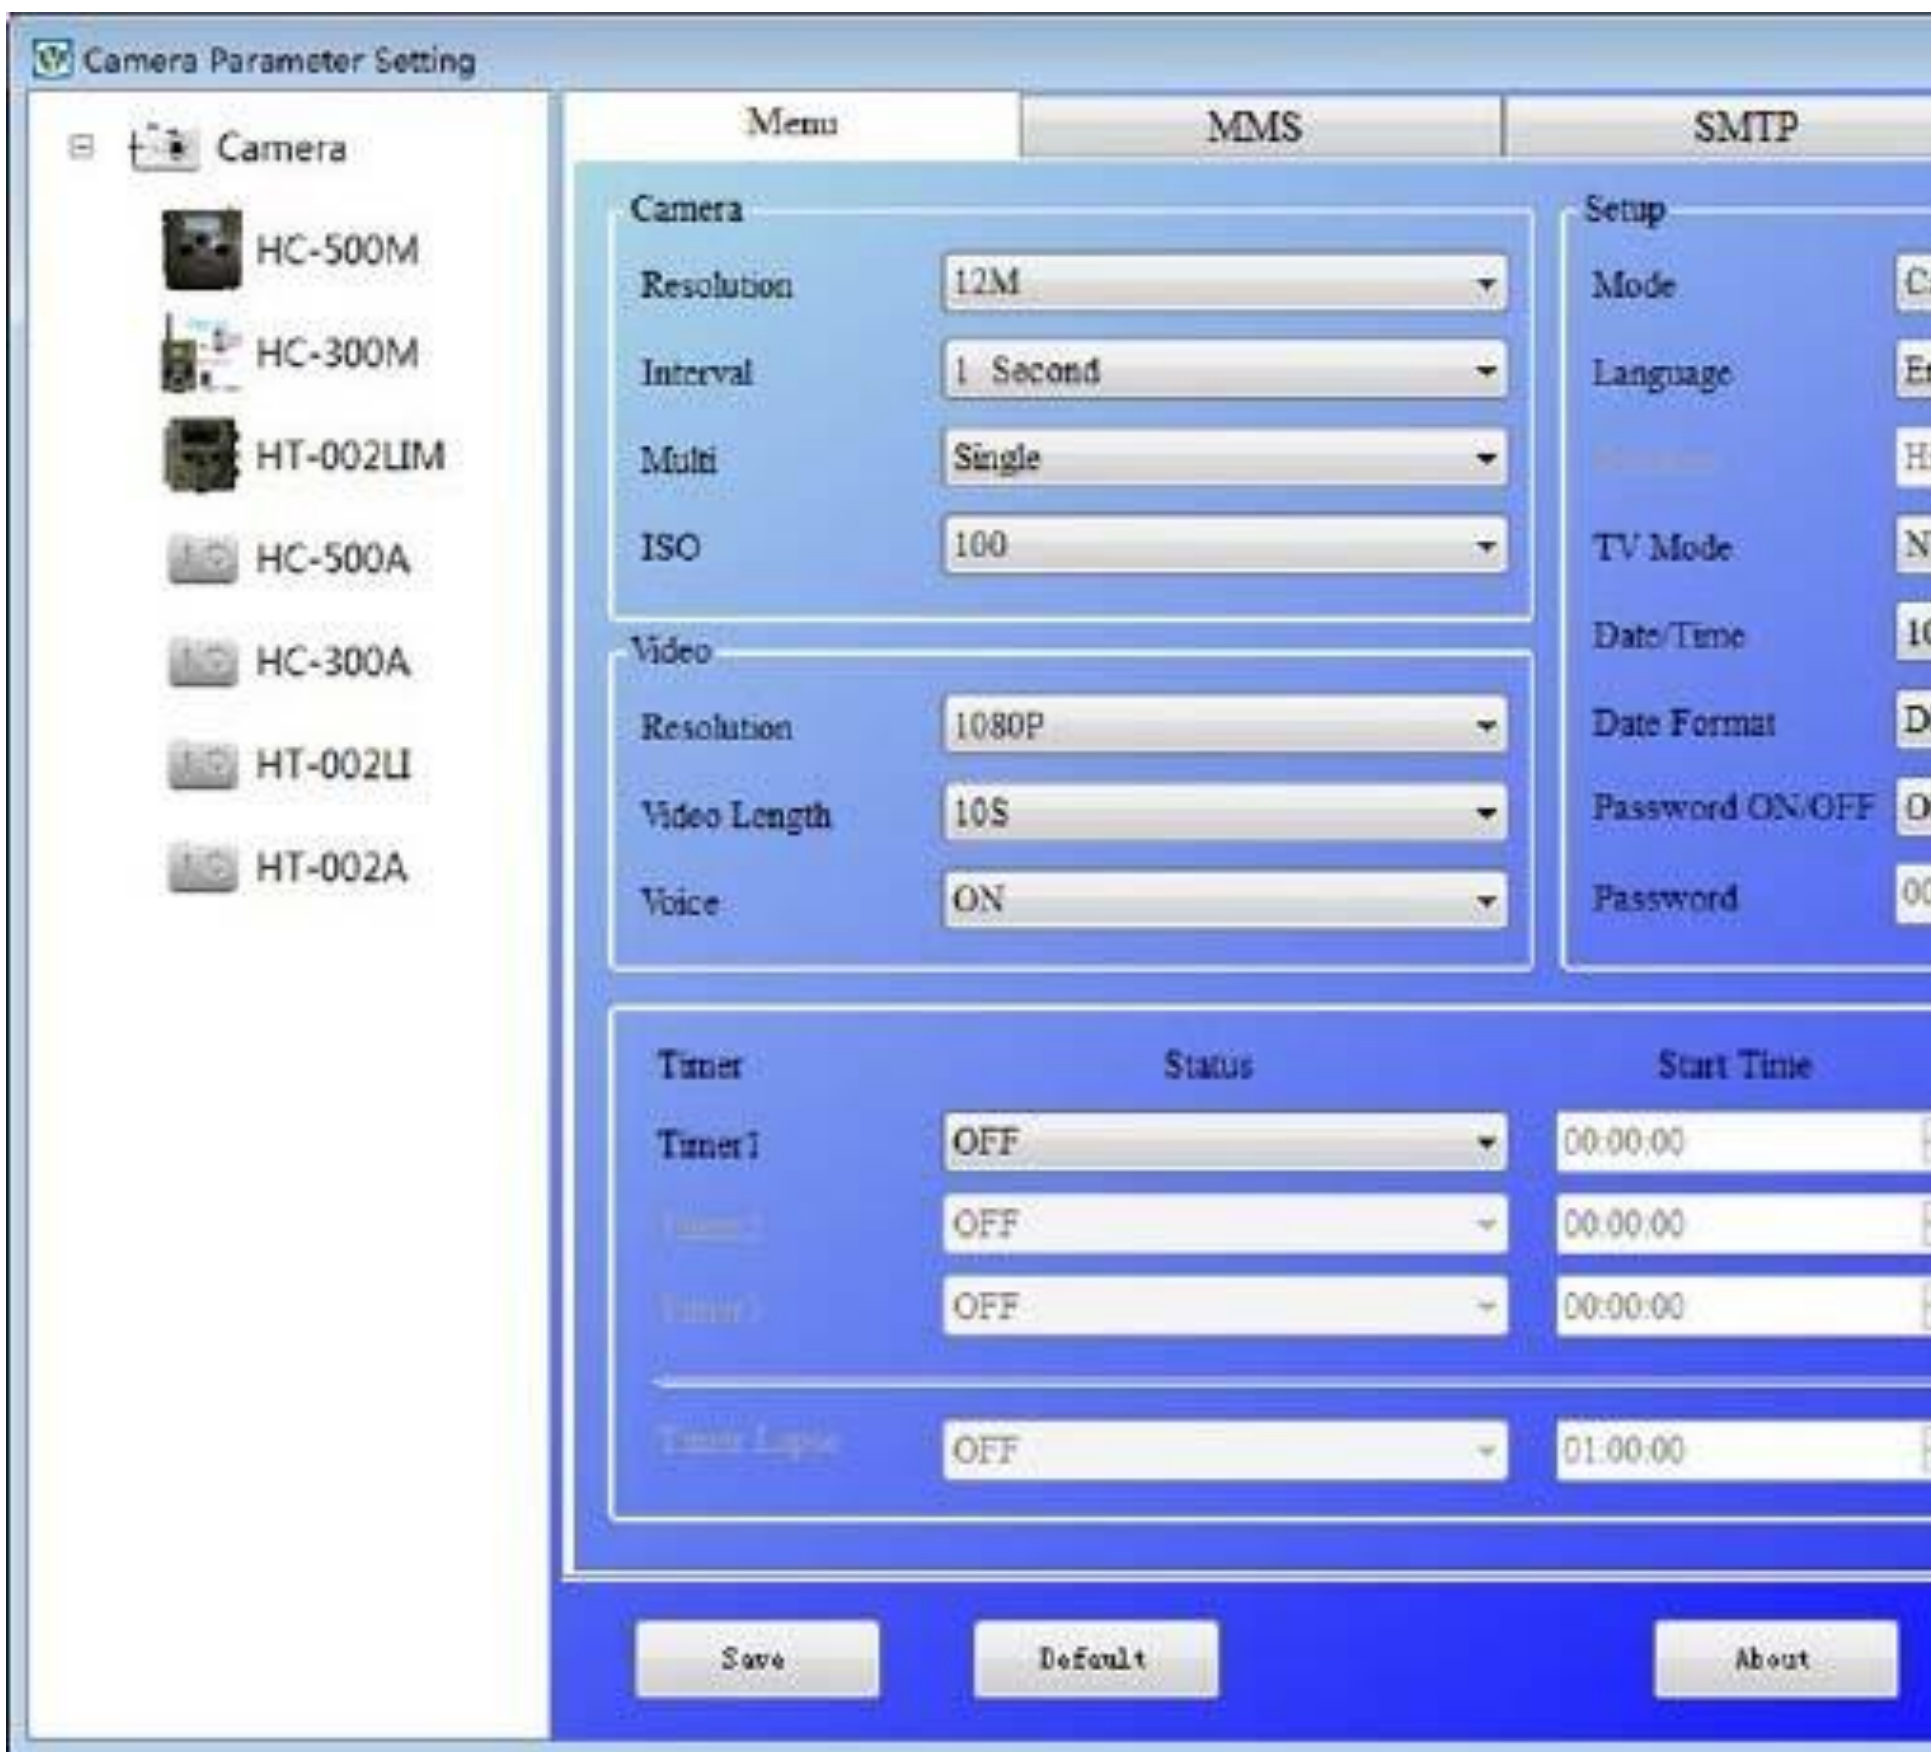 Camera Parameter Setting
Camera
HC-500M
HC-300M
HT-002LIM
HC-500A
HC-300A
HT-002LI
HT-002A
Menu MMS SMTP
Camera
Resolution 12M
Interval 1 Second
Multi Single
ISO 100
Video
Resolution 1080P
Video Length 10S
Voice ON
Setup
Mode
Language
TV Mode
Date/Time
Date Format
Password ON/OFF
Password
Timer Status Start Time
Timer1 OFF 00:00:00
Timer2 OFF 00:00:00
Timer3 OFF 00:00:00
Timer Lapse OFF 01:00:00
Save Default About